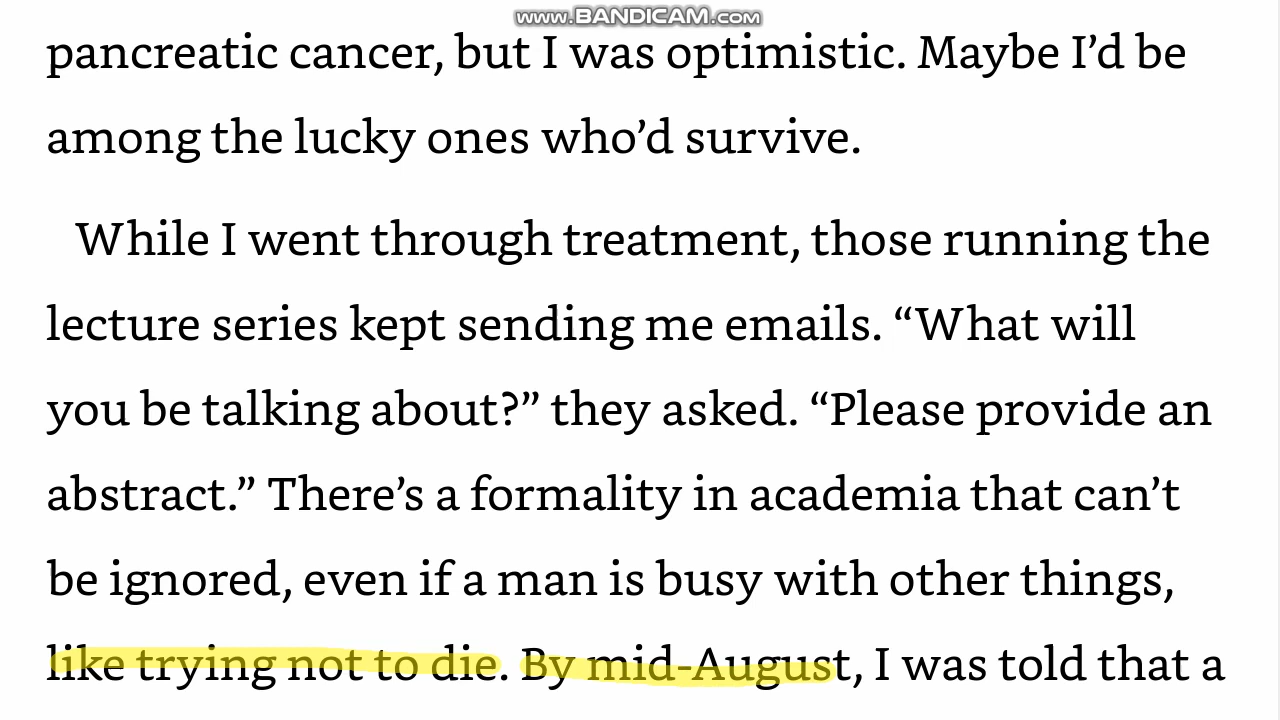 www.BANDICAM.com
pancreatic cancer, but I was optimistic. Maybe I’d be
among the lucky ones who’d survive.
While I went through treatment, those running the
lecture series kept sending me emails. “What will
you be talking about?” they asked. “Please provide an
abstract.” There’s a formality in academia that can’t
be ignored, even if a man is busy with other things,
like trying not to die. By mid-August, I was told that a